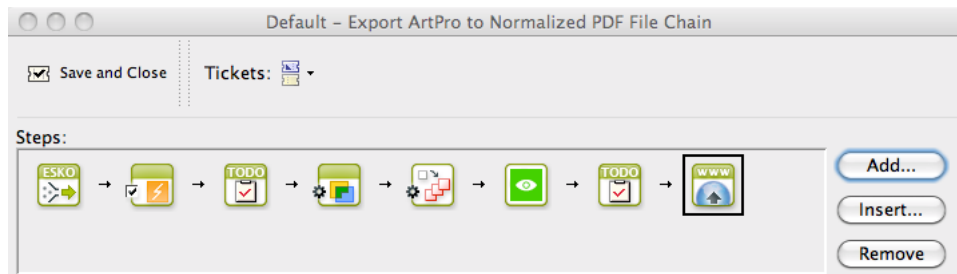 Default – Export ArtPro to Normalized PDF File Chain
Save and Close
Tickets:
Steps:
ESKO
TODO
TODO
www
Add...
Insert...
Remove